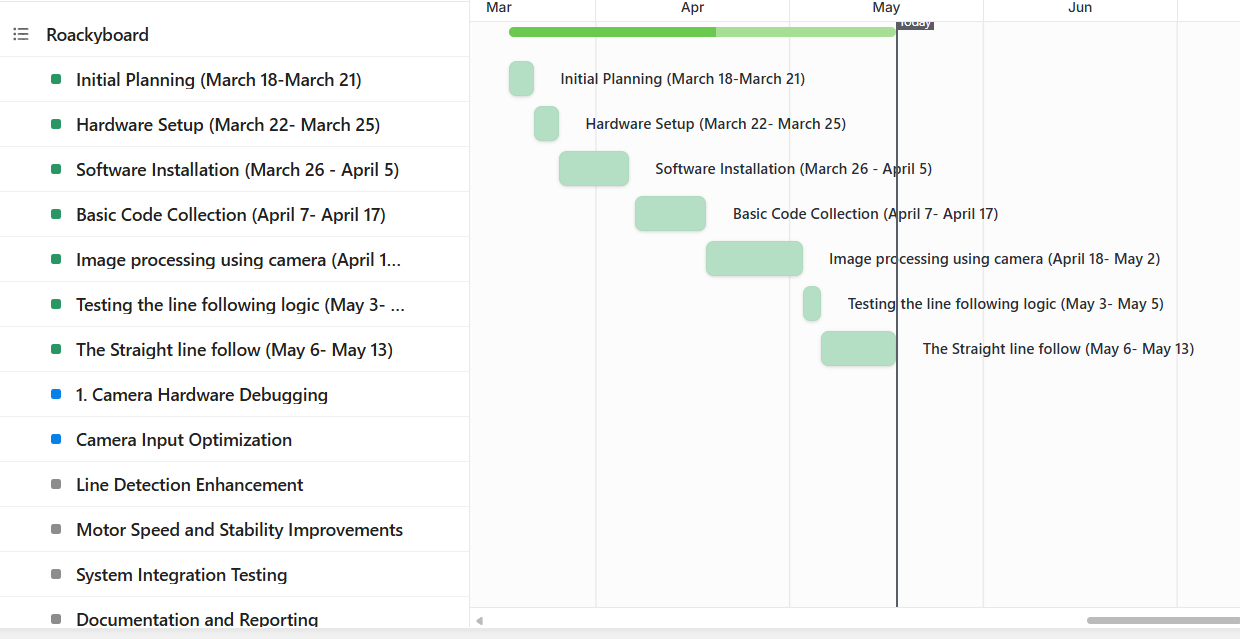 Mar Apr May Jun
Today
Roackyboard
Initial Planning (March 18-March 21)
Initial Planning (March 18-March 21)
Hardware Setup (March 22- March 25)
Hardware Setup (March 22- March 25)
Software Installation (March 26 - April 5)
Software Installation (March 26 - April 5)
Basic Code Collection (April 7- April 17)
Basic Code Collection (April 7- April 17)
Image processing using camera (April 1...
Image processing using camera (April 18- May 2)
Testing the line following logic (May 3- ...
Testing the line following logic (May 3- May 5)
The Straight line follow (May 6- May 13)
The Straight line follow (May 6- May 13)
1. Camera Hardware Debugging
Camera Input Optimization
Line Detection Enhancement
Motor Speed and Stability Improvements
System Integration Testing
Documentation and Reporting